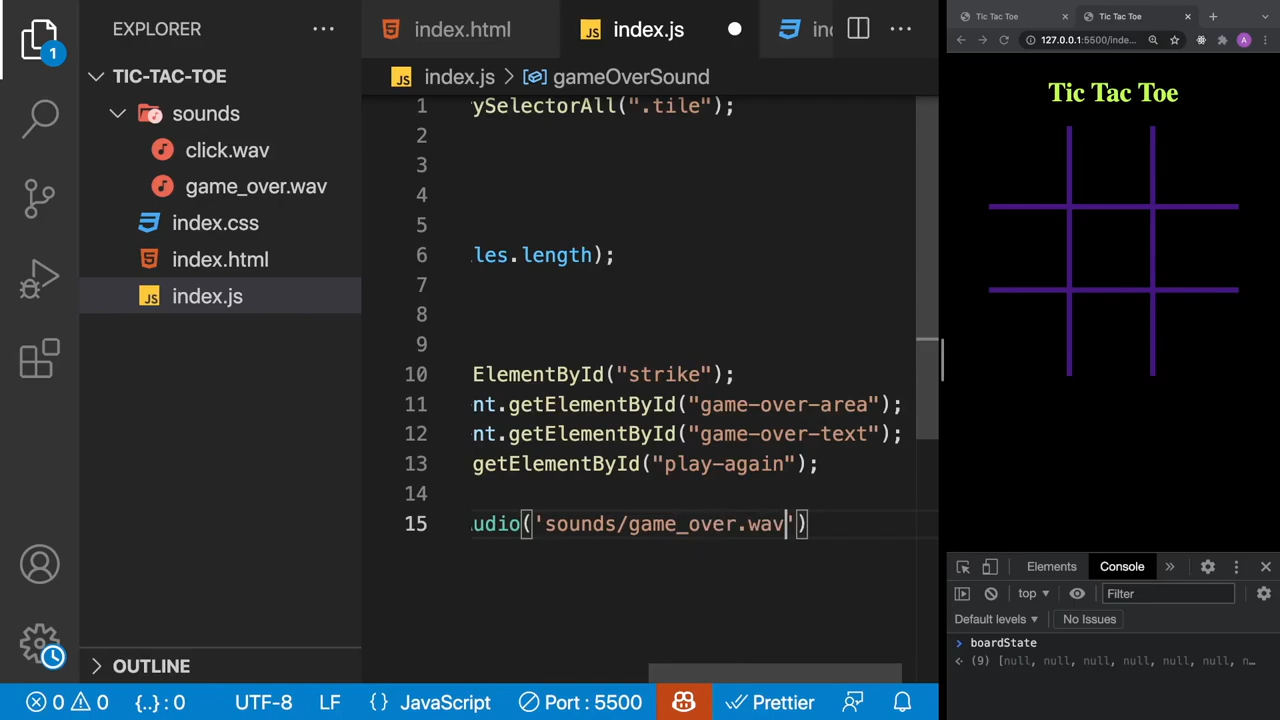 EXPLORER
1
TIC-TAC-TOE
sounds
click.wav
game_over.wav
index.css
index.html
index.js
OUTLINE
index.html
index.js
index.js > gameOverSound
1 ySelectorAll(".tile");
2
3
4
5
6 les.length);
7
8
9
10 ElementById("strike");
11 nt.getElementById("game-over-area");
12 nt.getElementById("game-over-text");
13 getElementById("play-again");
14
15 udio('sounds/game_over.wav')
0 0 {..} : 0 UTF-8 LF {} JavaScript Port : 5500 Prettier
Tic Tac Toe
Tic Tac Toe
127.0.0.1:5500/inde...
A
Tic Tac Toe
Elements Console
top Filter
Default levels No Issues
> boardState
(9) [null, null, null, null, null, null, n…